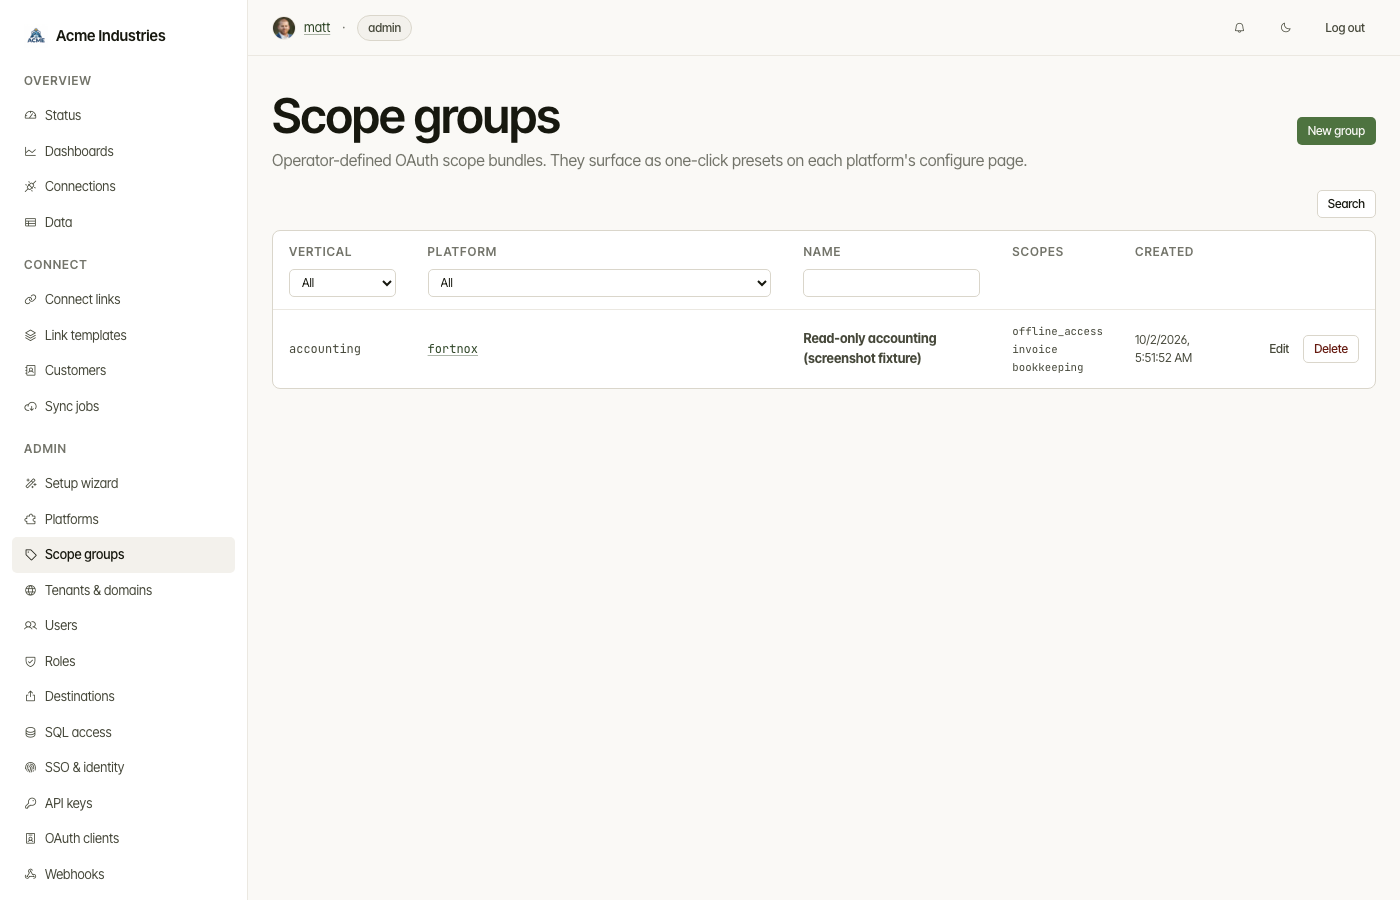 ACME
Acme Industries
OVERVIEW
Status
Dashboards
Connections
Data
CONNECT
Connect links
Link templates
Customers
Sync jobs
ADMIN
Setup wizard
Platforms
Scope groups
Tenants & domains
Users
Roles
Destinations
SQL access
SSO & identity
API keys
OAuth clients
Webhooks
matt · admin
Log out
Scope groups
New group
Operator-defined OAuth scope bundles. They surface as one-click presets on each platform's configure page.
Search
VERTICAL PLATFORM NAME SCOPES CREATED
All All
accounting
fortnox
Read-only accounting
(screenshot fixture)
offline_access
invoice
bookkeeping
10/2/2026,
5:51:52 AM
Edit Delete